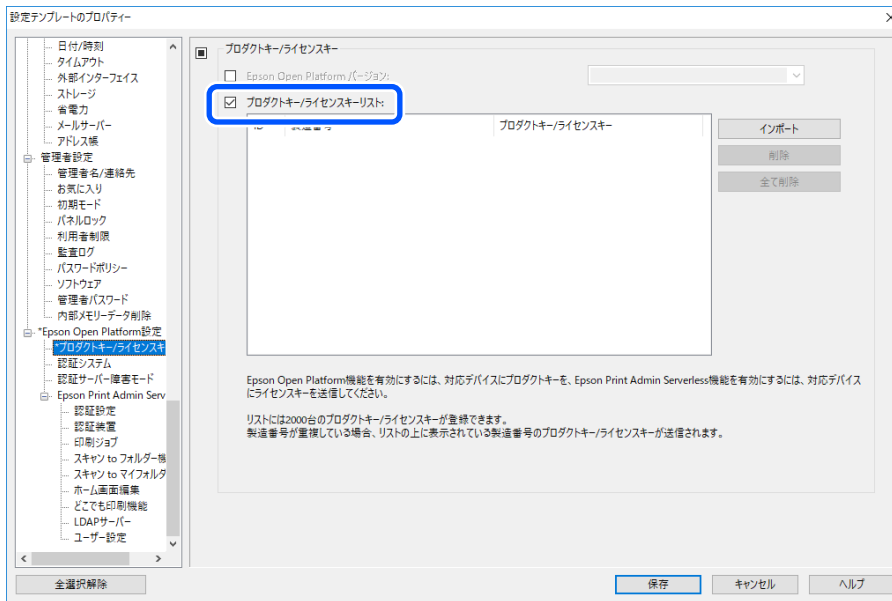 設定テンプレートのプロパティー
日付/時刻
タイムアウト
外部インターフェイス
ストレージ
省電力
メールサーバー
アドレス帳
管理者設定
管理者名/連絡先
お気に入り
初期モード
パネルロック
利用者制限
監査ログ
パスワードポリシー
ソフトウェア
管理者パスワード
内部メモリーデータ削除
*Epson Open Platform設定
*プロダクトキー/ライセンスキ
認証システム
認証サーバー障害モード
Epson Print Admin Serv
認証設定
認証装置
印刷ジョブ
スキャン to フォルダー機
スキャン to マイフォルダ
ホーム画面編集
どこでも印刷機能
LDAPサーバー
ユーザー設定
全選択解除
プロダクトキー/ライセンスキー
Epson Open Platform バージョン:
プロダクトキー/ライセンスキーリスト:
ID 製造番号 プロダクトキー/ライセンスキー
インポート
削除
全て削除
Epson Open Platform機能を有効にするには、対応デバイスにプロダクトキーを、Epson Print Admin Serverless機能を有効にするには、対応デバイス
にライセンスキーを送信してください。
リストには2000台のプロダクトキー/ライセンスキーが登録できます。
製造番号が重複している場合、リストの上に表示されている製造番号のプロダクトキー/ライセンスキーが送信されます。
保存
キャンセル
ヘルプ